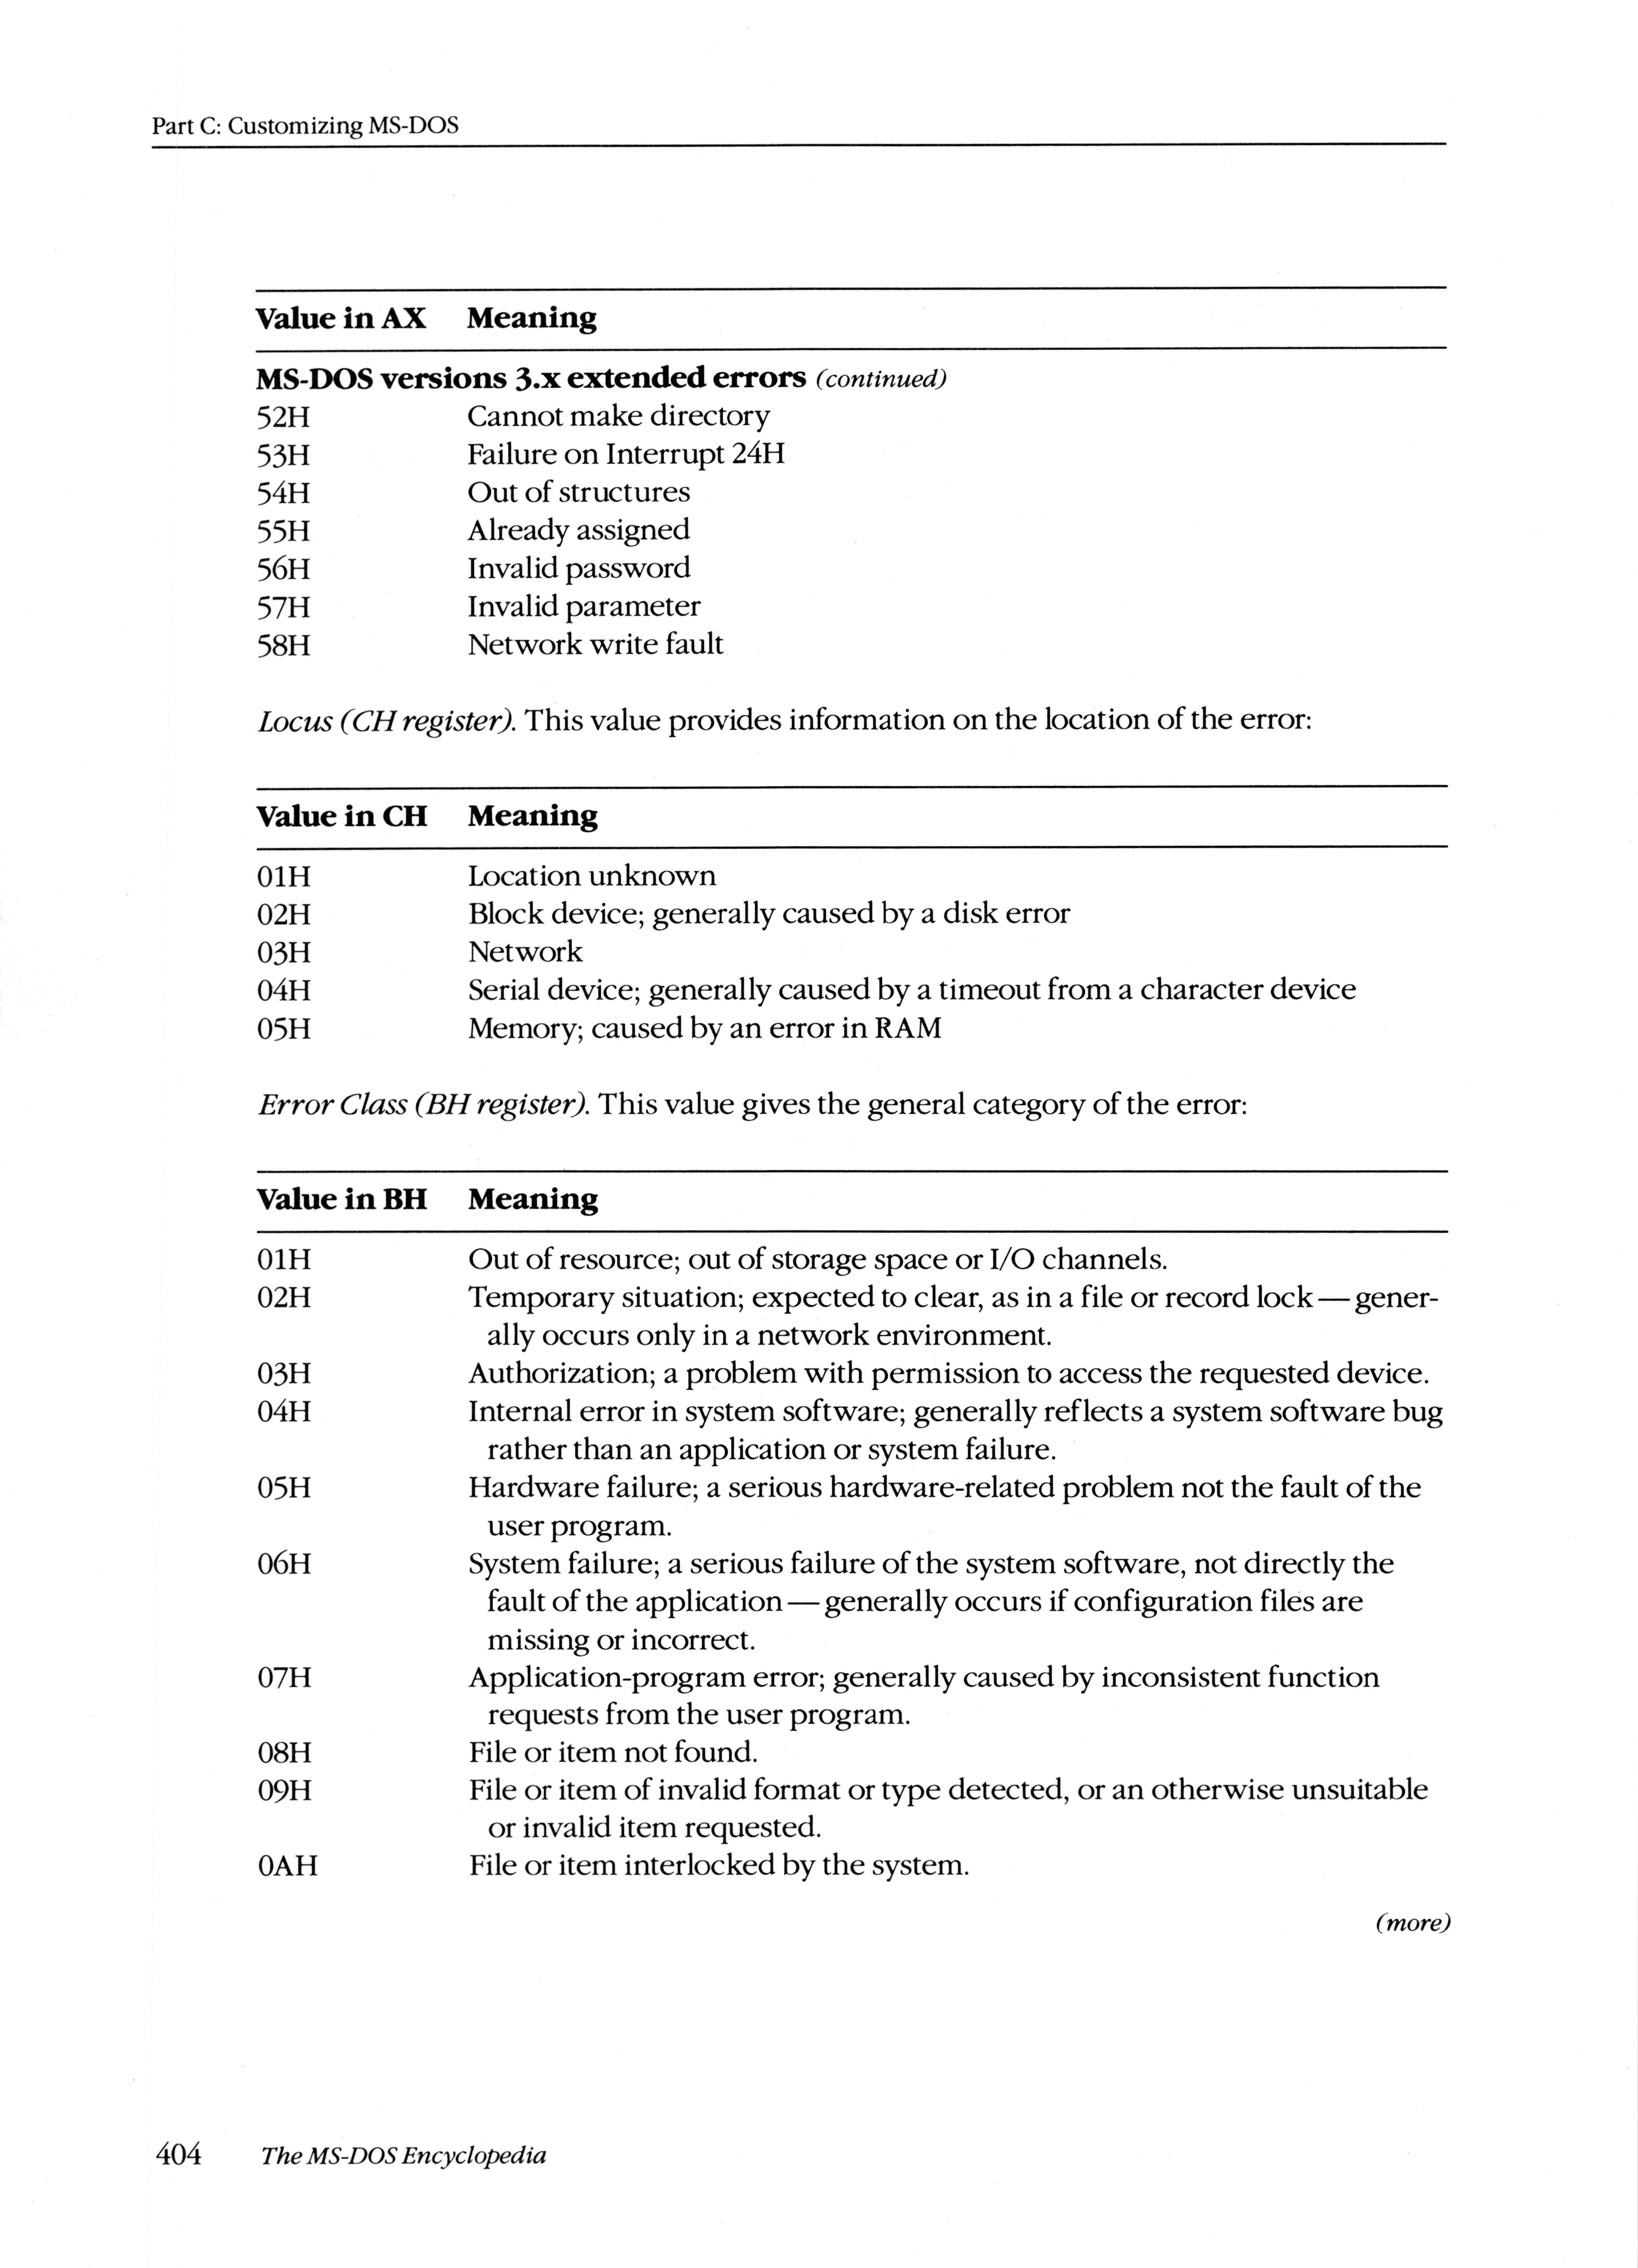 Part C: Customizing MS-DOS
Value in AX Meaning
MS-DOS versions 3.x extended errors (continued)
52H Cannot make directory
53H Failure on Interrupt 24H
54H Out of structures
55H Already assigned
56H Invalid password
57H Invalid parameter
58H Network write fault
Locus (CH register). This value provides information on the location of the error:
Value in CH Meaning
01H Location unknown
02H Block device; generally caused by a disk error
03H Network
04H Serial device; generally caused by a timeout from a character device
05H Memory; caused by an error in RAM
Error Class (BH register). This value gives the general category of the error:
Value in BH Meaning
01H Out of resource; out of storage space or I/O channels.
02H Temporary situation; expected to clear, as in a file or record lock — gener-
ally occurs only in a network environment.
03H Authorization; a problem with permission to access the requested device.
04H Internal error in system software; generally reflects a system software bug
rather than an application or system failure.
05H Hardware failure; a serious hardware-related problem not the fault of the
user program.
06H System failure; a serious failure of the system software, not directly the
fault of the application — generally occurs if configuration files are
missing or incorrect.
07H Application-program error; generally caused by inconsistent function
requests from the user program.
08H File or item not found.
09H File or item of invalid format or type detected, or an otherwise unsuitable
or invalid item requested.
0AH File or item interlocked by the system.
(more)
404 The MS-DOS Encyclopedia